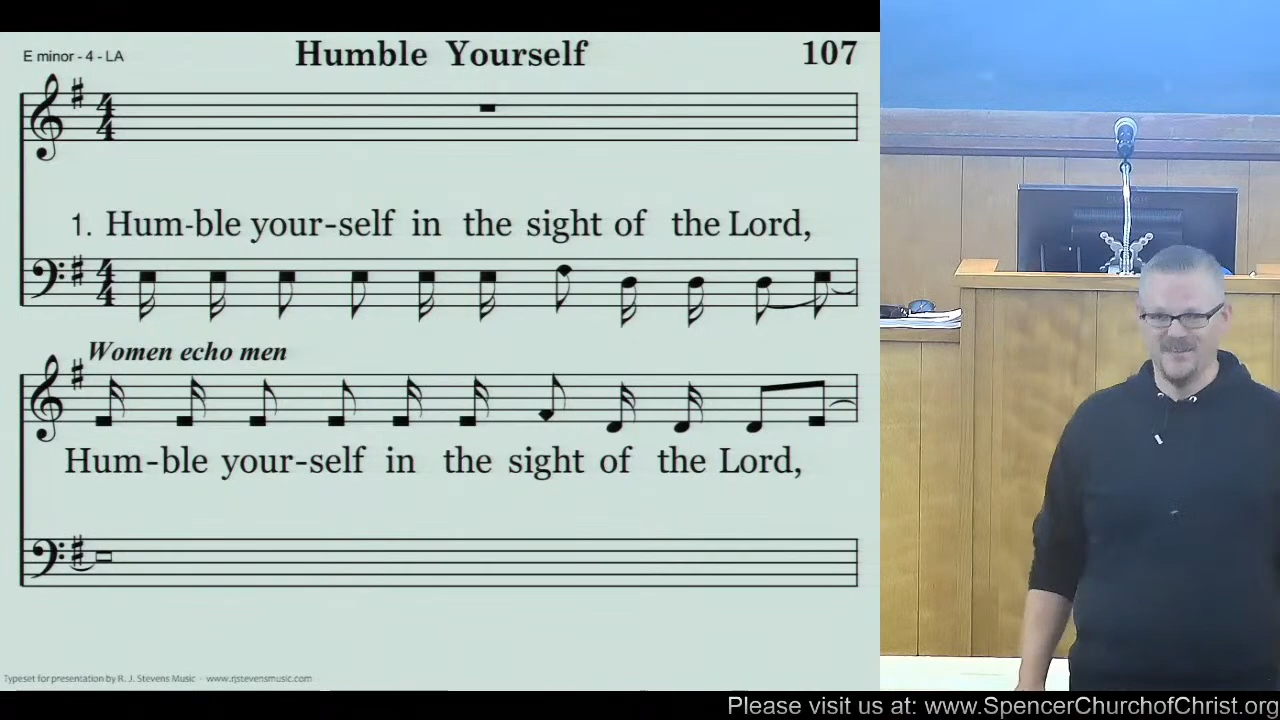 E minor - 4 - LA
Humble Yourself
107
1. Hum-ble your-self in the sight of the Lord,
Women echo men
Hum-ble your-self in the sight of the Lord,
Typeset for presentation by R. J. Stevens Music - www.rjstevensmusic.com
Please visit us at: www.SpencerChurchofChrist.org